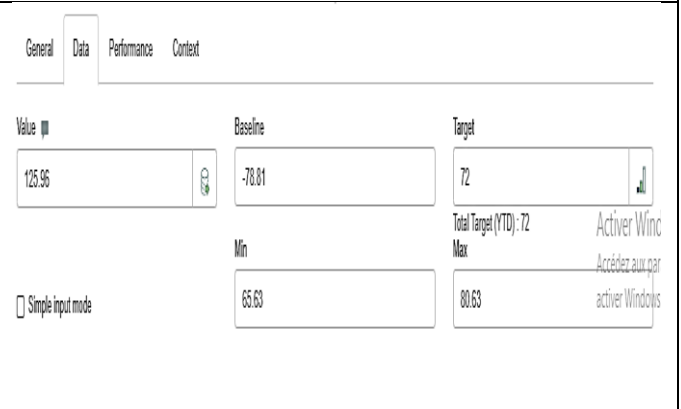 General Data Performance Context
Value Baseline Target
125.96 -78.81 72
Total Target (YTD) : 72
Activer Wind
Min Max
Accédez aux par
Simple input mode 65.63 80.63
activer Windows